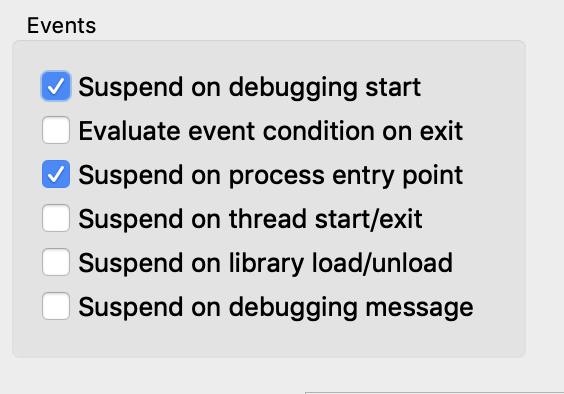 Events
Suspend on debugging start
Evaluate event condition on exit
Suspend on process entry point
Suspend on thread start/exit
Suspend on library load/unload
Suspend on debugging message